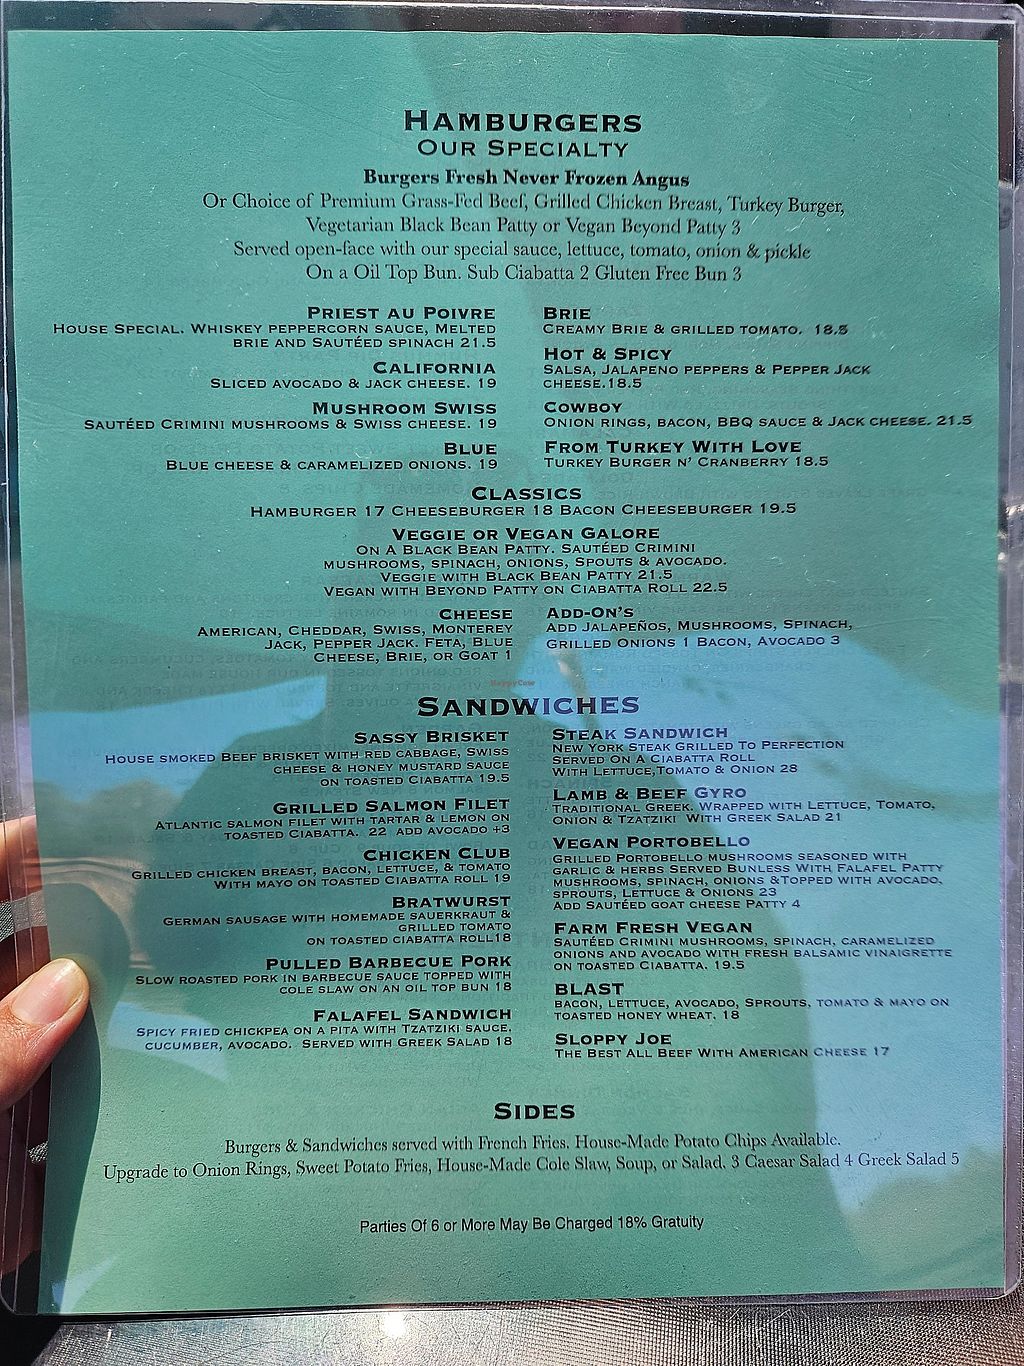 HAMBURGERS
OUR SPECIALTY
Burgers Fresh Never Frozen Angus
Or Choice of Premium Grass-Fed Beef, Grilled Chicken Breast, Turkey Burger,
Vegetarian Black Bean Patty or Vegan Beyond Patty 3
Served open-face with our special sauce, lettuce, tomato, onion & pickle
On a Oil Top Bun. Sub Ciabatta 2 Gluten Free Bun 3
PRIEST AU POIVRE
HOUSE SPECIAL. WHISKEY PEPPERCORN SAUCE, MELTED
BRIE AND SAUTÉED SPINACH 21.5
CALIFORNIA
SLICED AVOCADO & JACK CHEESE. 19
MUSHROOM SWISS
SAUTÉED CRIMINI MUSHROOMS & SWISS CHEESE. 19
BLUE
BLUE CHEESE & CARAMELIZED ONIONS. 19
BRIE
CREAMY BRIE & GRILLED TOMATO. 18.5
HOT & SPICY
SALSA, JALAPENO PEPPERS & PEPPER JACK
CHEESE.18.5
COWBOY
ONION RINGS, BACON, BBQ SAUCE & JACK CHEESE. 21.5
FROM TURKEY WITH LOVE
TURKEY BURGER N' CRANBERRY 18.5
CLASSICS
HAMBURGER 17 CHEESEBURGER 18 BACON CHEESEBURGER 19.5
VEGGIE OR VEGAN GALORE
ON A BLACK BEAN PATTY. SAUTÉED CRIMINI
MUSHROOMS, SPINACH, ONIONS, SPOUTS & AVOCADO.
VEGGIE WITH BLACK BEAN PATTY 21.5
VEGAN WITH BEYOND PATTY ON CIABATTA ROLL 22.5
CHEESE
AMERICAN, CHEDDAR, SWISS, MONTEREY
JACK, PEPPER JACK. FETA, BLUE
CHEESE, BRIE, OR GOAT 1
ADD-ON'S
ADD JALAPEÑOS, MUSHROOMS, SPINACH,
GRILLED ONIONS 1 BACON, AVOCADO 3
HappyCow
SANDWICHES
SASSY BRISKET
HOUSE SMOKED BEEF BRISKET WITH RED CABBAGE, SWISS
CHEESE & HONEY MUSTARD SAUCE
ON TOASTED CIABATTA 19.5
GRILLED SALMON FILET
ATLANTIC SALMON FILET WITH TARTAR & LEMON ON
TOASTED CIABATTA. 22 ADD AVOCADO +3
CHICKEN CLUB
GRILLED CHICKEN BREAST, BACON, LETTUCE, & TOMATO
WITH MAYO ON TOASTED CIABATTA ROLL 19
BRATWURST
GERMAN SAUSAGE WITH HOMEMADE SAUERKRAUT &
GRILLED TOMATO
ON TOASTED CIABATTA ROLL18
PULLED BARBECUE PORK
SLOW ROASTED PORK IN BARBECUE SAUCE TOPPED WITH
COLE SLAW ON AN OIL TOP BUN 18
FALAFEL SANDWICH
SPICY FRIED CHICKPEA ON A PITA WITH TZATZIKI SAUCE,
CUCUMBER, AVOCADO. SERVED WITH GREEK SALAD 18
STEAK SANDWICH
NEW YORK STEAK GRILLED TO PERFECTION
SERVED ON A CIABATTA ROLL
WITH LETTUCE,TOMATO & ONION 28
LAMB & BEEF GYRO
TRADITIONAL GREEK. WRAPPED WITH LETTUCE, TOMATO,
ONION & TZATZIKI WITH GREEK SALAD 21
VEGAN PORTOBELLO
GRILLED PORTOBELLO MUSHROOMS SEASONED WITH
GARLIC & HERBS SERVED BUNLESS WITH FALAFEL PATTY
MUSHROOMS, SPINACH, ONIONS &TOPPED WITH AVOCADO,
SPROUTS, LETTUCE & ONIONS 23
ADD SAUTÉED GOAT CHEESE PATTY 4
FARM FRESH VEGAN
SAUTÉED CRIMINI MUSHROOMS, SPINACH, CARAMELIZED
ONIONS AND AVOCADO WITH FRESH BALSAMIC VINAIGRETTE
ON TOASTED CIABATTA. 19.5
BLAST
BACON, LETTUCE, AVOCADO, SPROUTS, TOMATO & MAYO ON
TOASTED HONEY WHEAT. 18
SLOPPY JOE
THE BEST ALL BEEF WITH AMERICAN CHEESE 17
SIDES
Burgers & Sandwiches served with French Fries. House-Made Potato Chips Available.
Upgrade to Onion Rings, Sweet Potato Fries, House-Made Cole Slaw, Soup, or Salad. 3 Caesar Salad 4 Greek Salad 5
Parties Of 6 or More May Be Charged 18% Gratuity